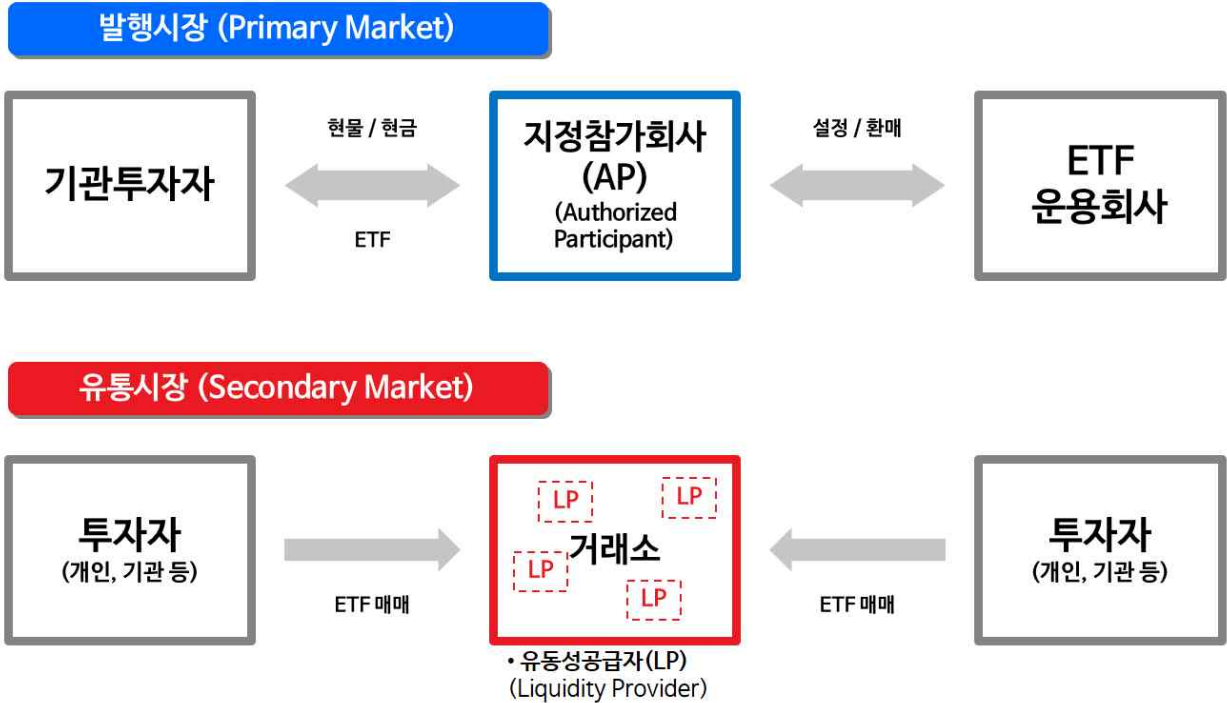 발행시장 (Primary Market)
기관투자자
현물 / 현금
ETF
지정참가회사
(AP)
(Authorized
Participant)
설정 / 환매
ETF
운용회사
유통시장 (Secondary Market)
투자자
(개인, 기관 등)
ETF 매매
LP
LP
거래소
LP
LP
• 유동성공급자(LP)
(Liquidity Provider)
ETF 매매
투자자
(개인, 기관 등)